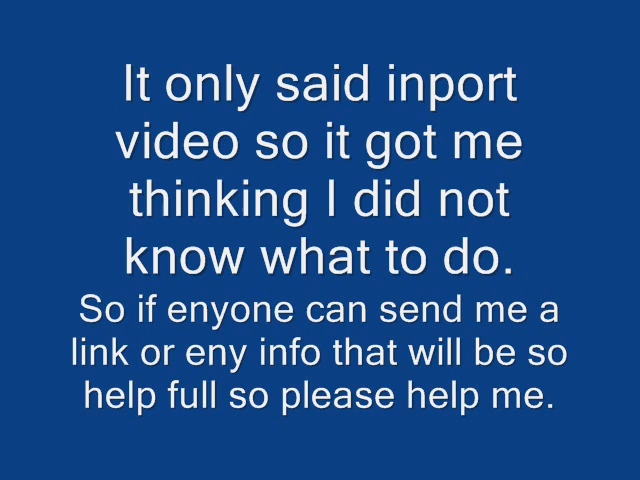 It only said inport
video so it got me
thinking I did not
know what to do.
So if enyone can send me a
link or eny info that will be so
help full so please help me.